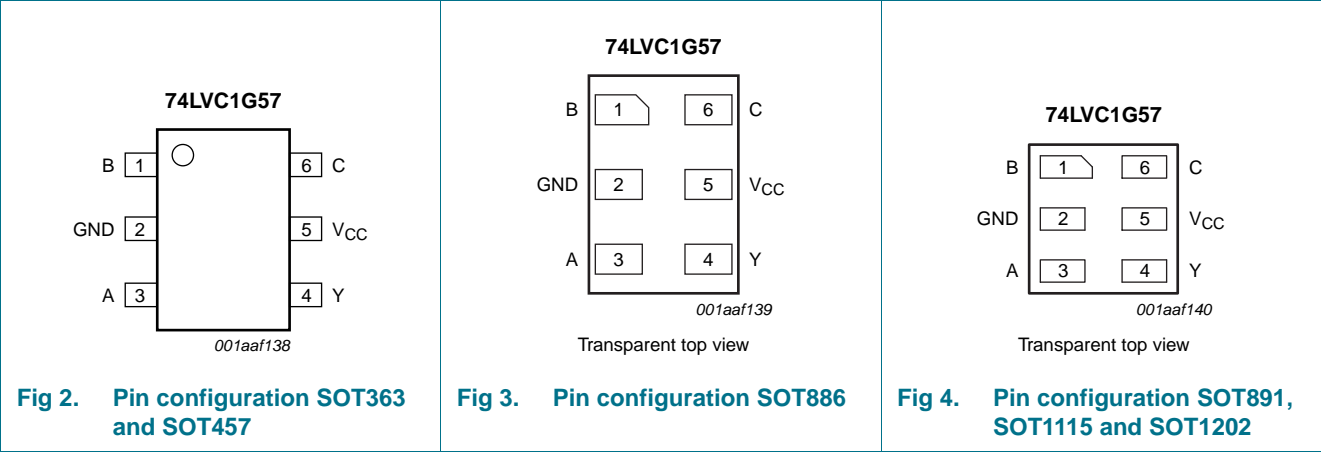 74LVC1G57
B 1 6 C
GND 2 5 VCC
A 3 4 Y
001aaf138
Fig 2. Pin configuration SOT363
and SOT457
74LVC1G57
B 1 6 C
GND 2 5 VCC
A 3 4 Y
001aaf139
Transparent top view
Fig 3. Pin configuration SOT886
74LVC1G57
B 1 6 C
GND 2 5 VCC
A 3 4 Y
001aaf140
Transparent top view
Fig 4. Pin configuration SOT891,
SOT1115 and SOT1202